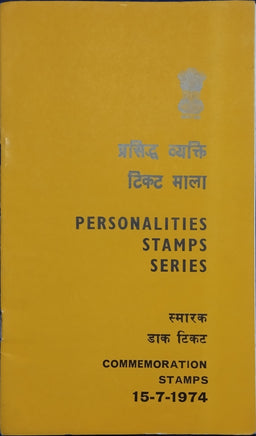 प्रसिद्ध व्यक्ति
टिकट माला
PERSONALITIES
STAMPS
SERIES
स्मारक
डाक टिकट
COMMEMORATION
STAMPS
15-7-1974